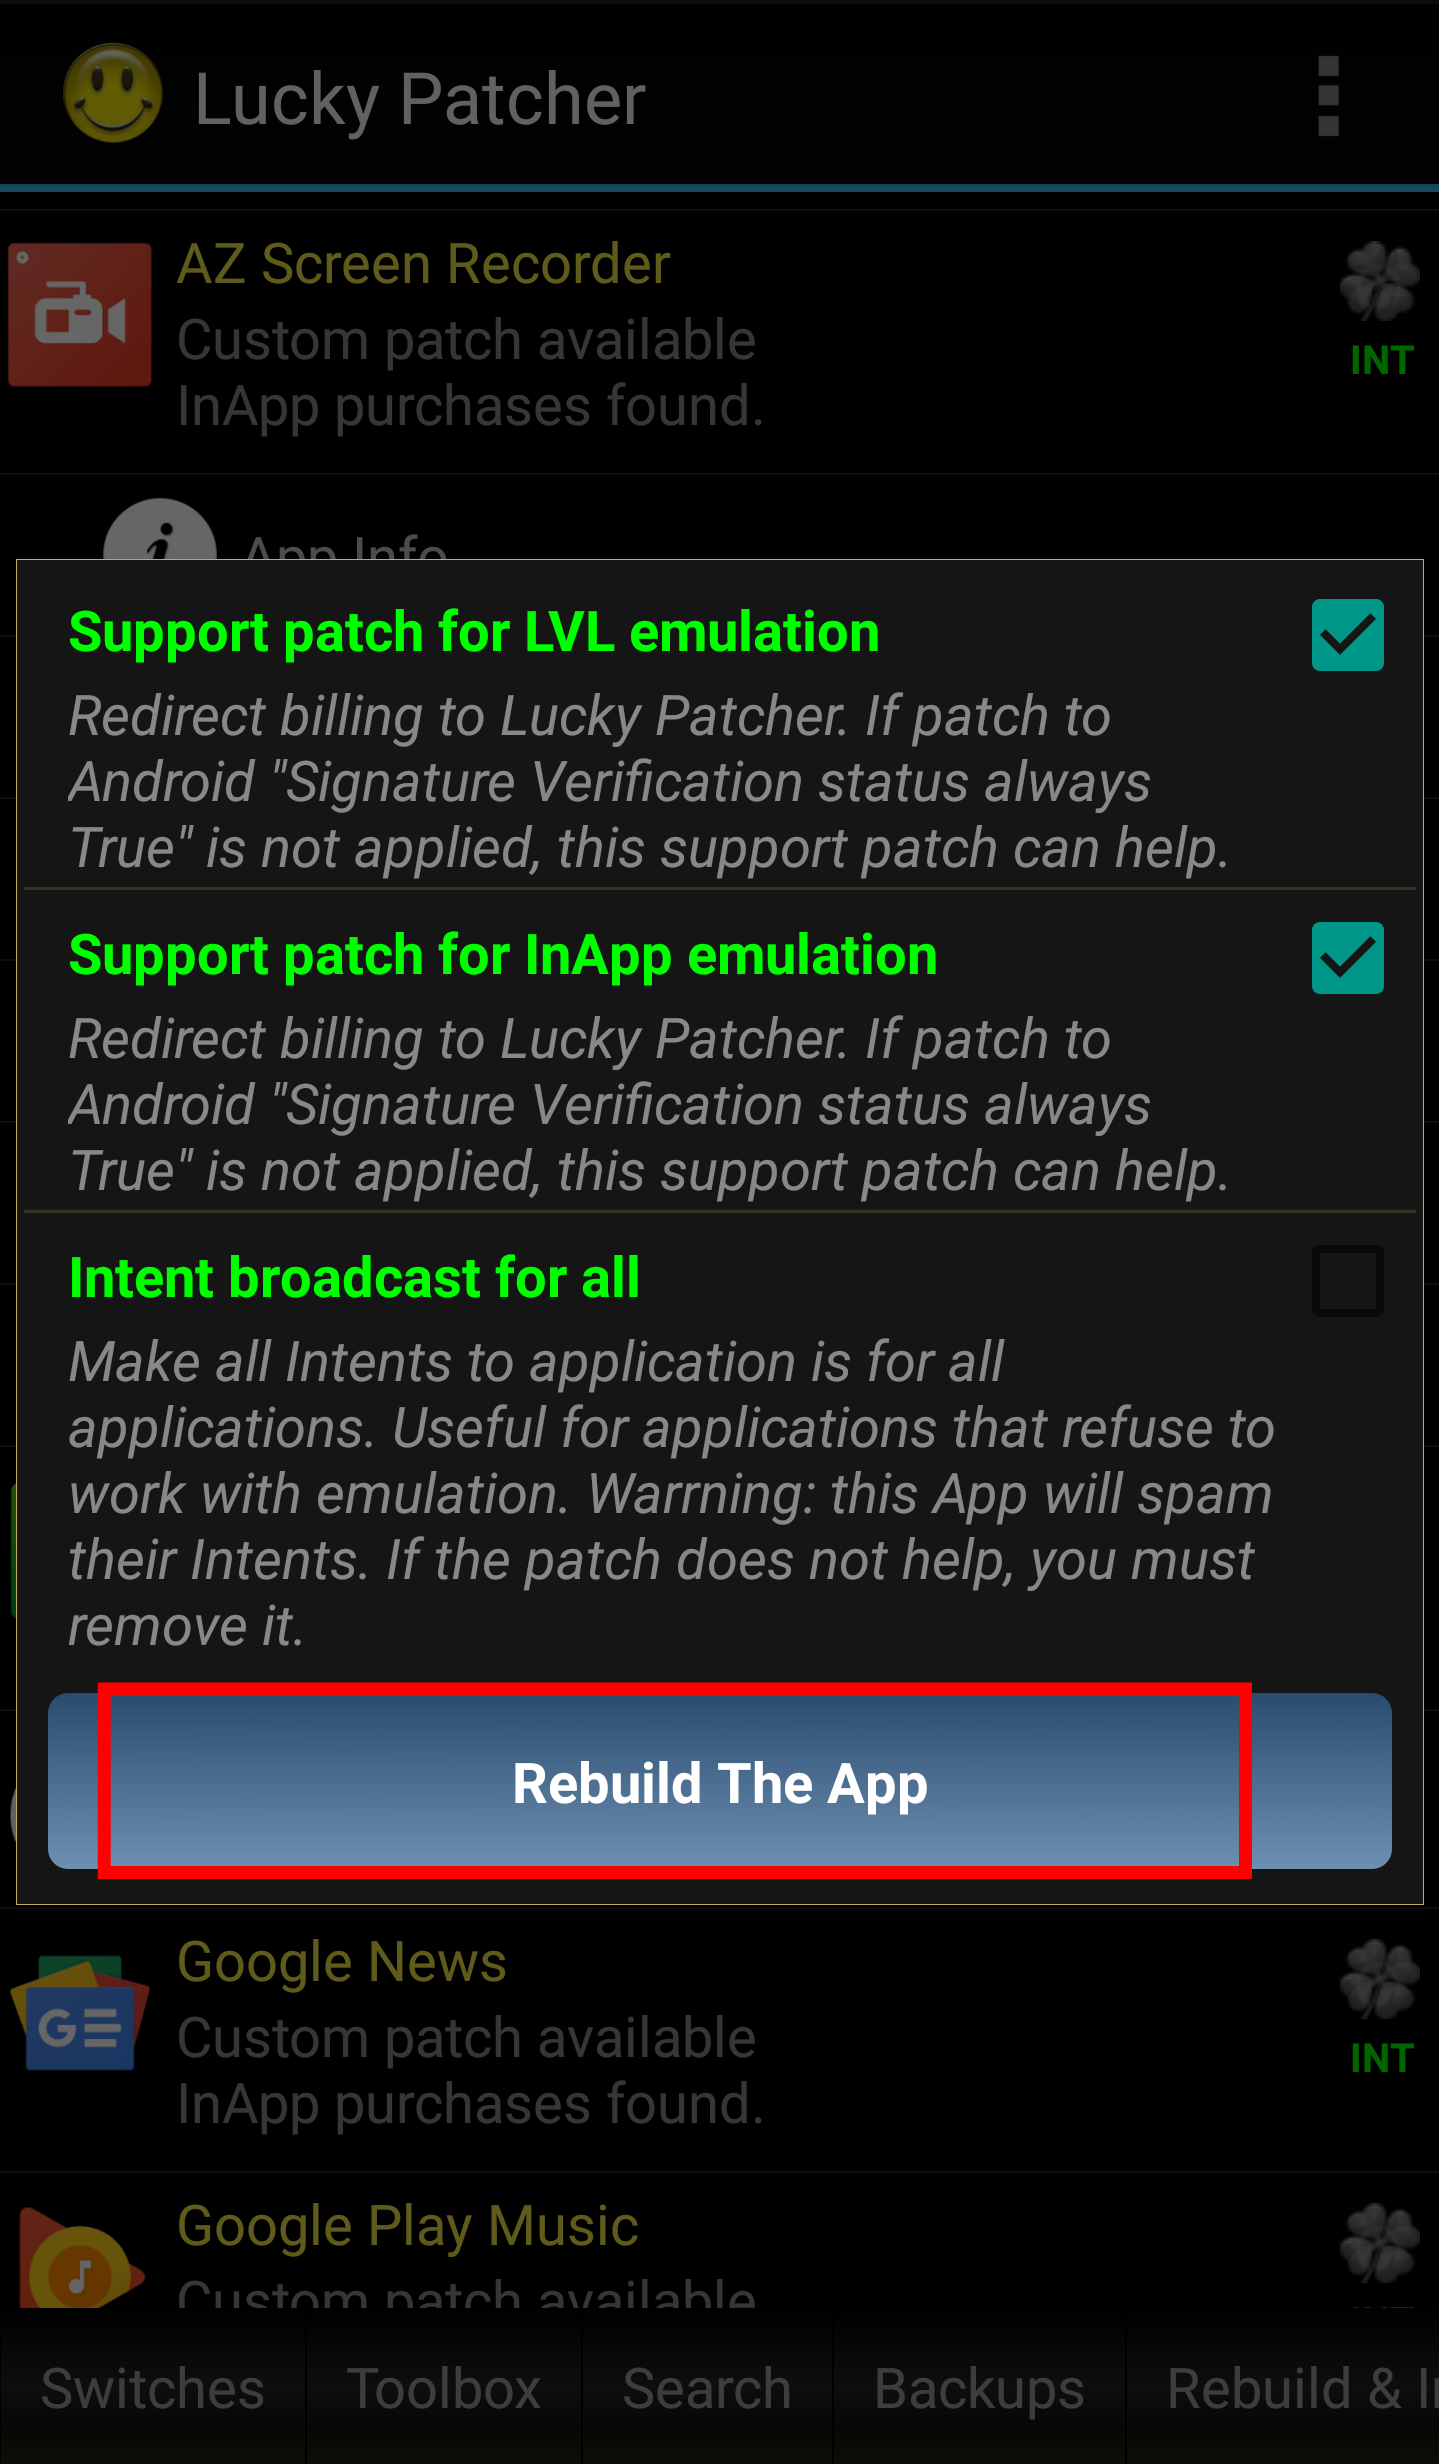 Lucky Patcher
AZ Screen Recorder
Custom patch available
INT
InApp purchases found.
App Info
Support patch for LVL emulation
Redirect billing to Lucky Patcher. If patch to
Android "Signature Verification status always
True" is not applied, this support patch can help.
Support patch for InApp emulation
Redirect billing to Lucky Patcher. If patch to
Android "Signature Verification status always
True" is not applied, this support patch can help.
Intent broadcast for all
Make all Intents to application is for all
applications. Useful for applications that refuse to
work with emulation. Warrning: this App will spam
their Intents. If the patch does not help, you must
remove it.
Rebuild The App
Google News
Custom patch available
INT
InApp purchases found.
Google Play Music
Custom patch available
Switches Toolbox Search Backups Rebuild &